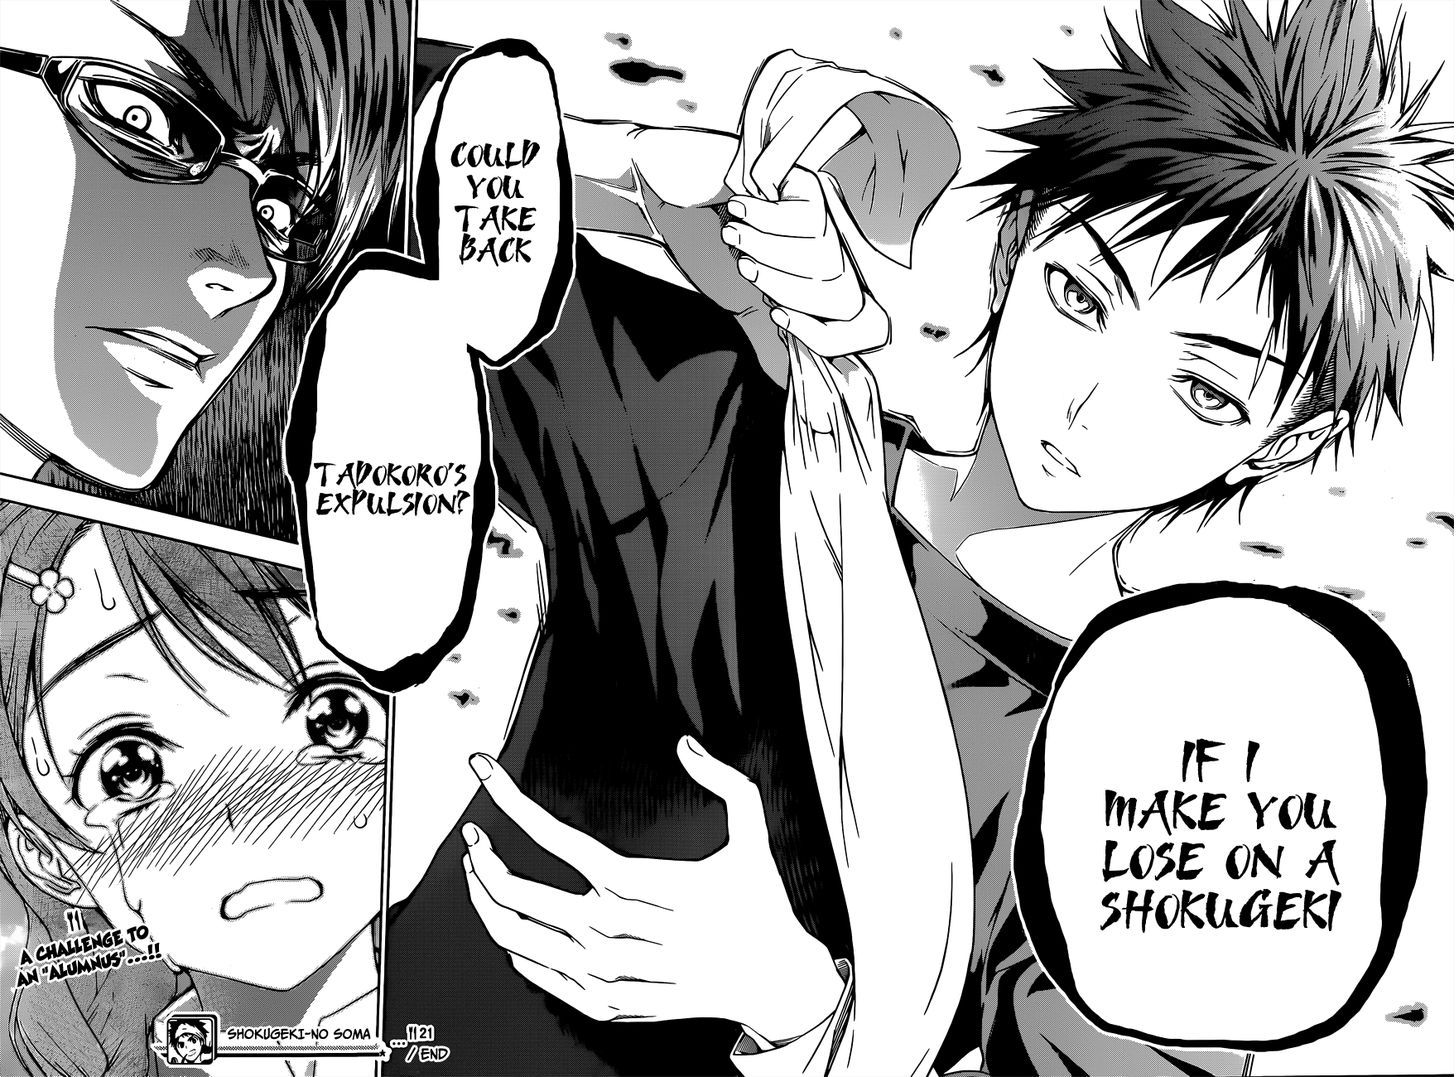 IF I
MAKE YOU
LOSE ON A
SHOKUGEKI
COULD
YOU
TAKE
BACK
TADOKORO'S
EXPULSION?
A CHALLENGE TO
AN "ALUMNUS"...!!
SHOKUGEKI-NO SOMA
...21
/ END